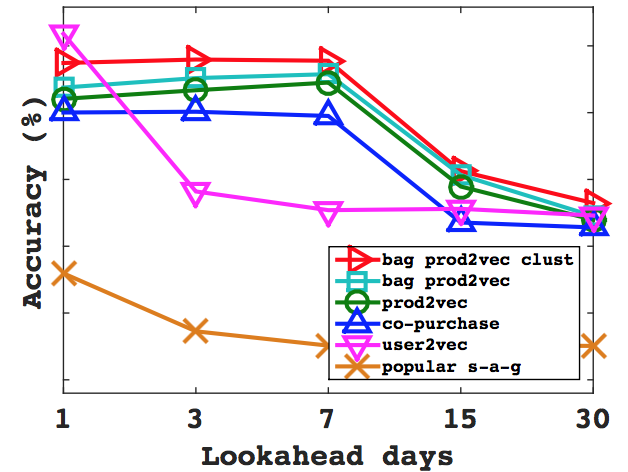 Accuracy (%)
bag prod2vec clust
bag prod2vec
prod2vec
co-purchase
user2vec
popular s-a-g
1 3 7 15 30
Lookahead days